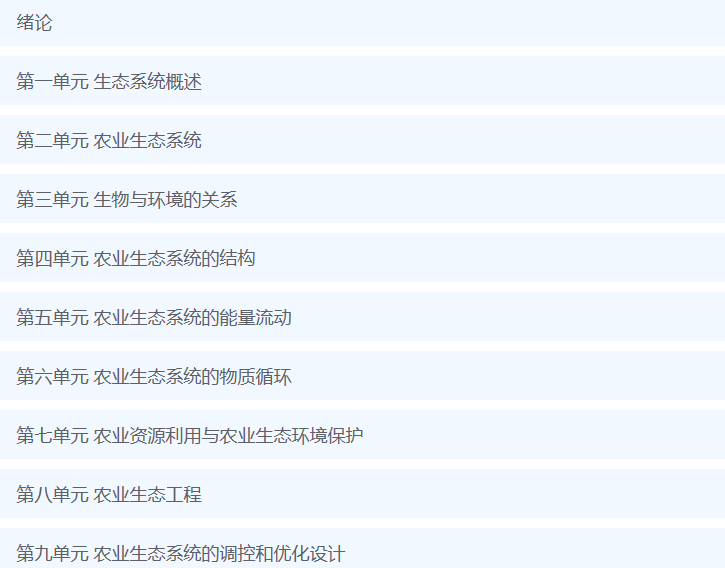 绪论
第一单元 生态系统概述
第二单元 农业生态系统
第三单元 生物与环境的关系
第四单元 农业生态系统的结构
第五单元 农业生态系统的能量流动
第六单元 农业生态系统的物质循环
第七单元 农业资源利用与农业生态环境保护
第八单元 农业生态工程
第九单元 农业生态系统的调控和优化设计